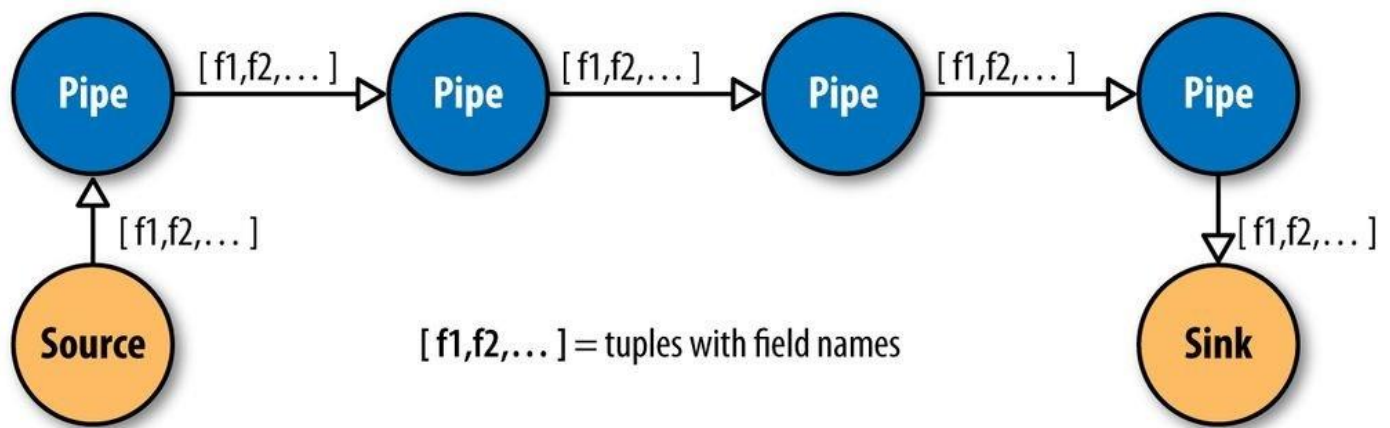 [ f1,f2,... ] [ f1,f2,... ] [ f1,f2,... ]
Pipe Pipe Pipe Pipe
[ f1,f2,... ] [ f1,f2,... ]
Source [ f1,f2,... ] = tuples with field names Sink